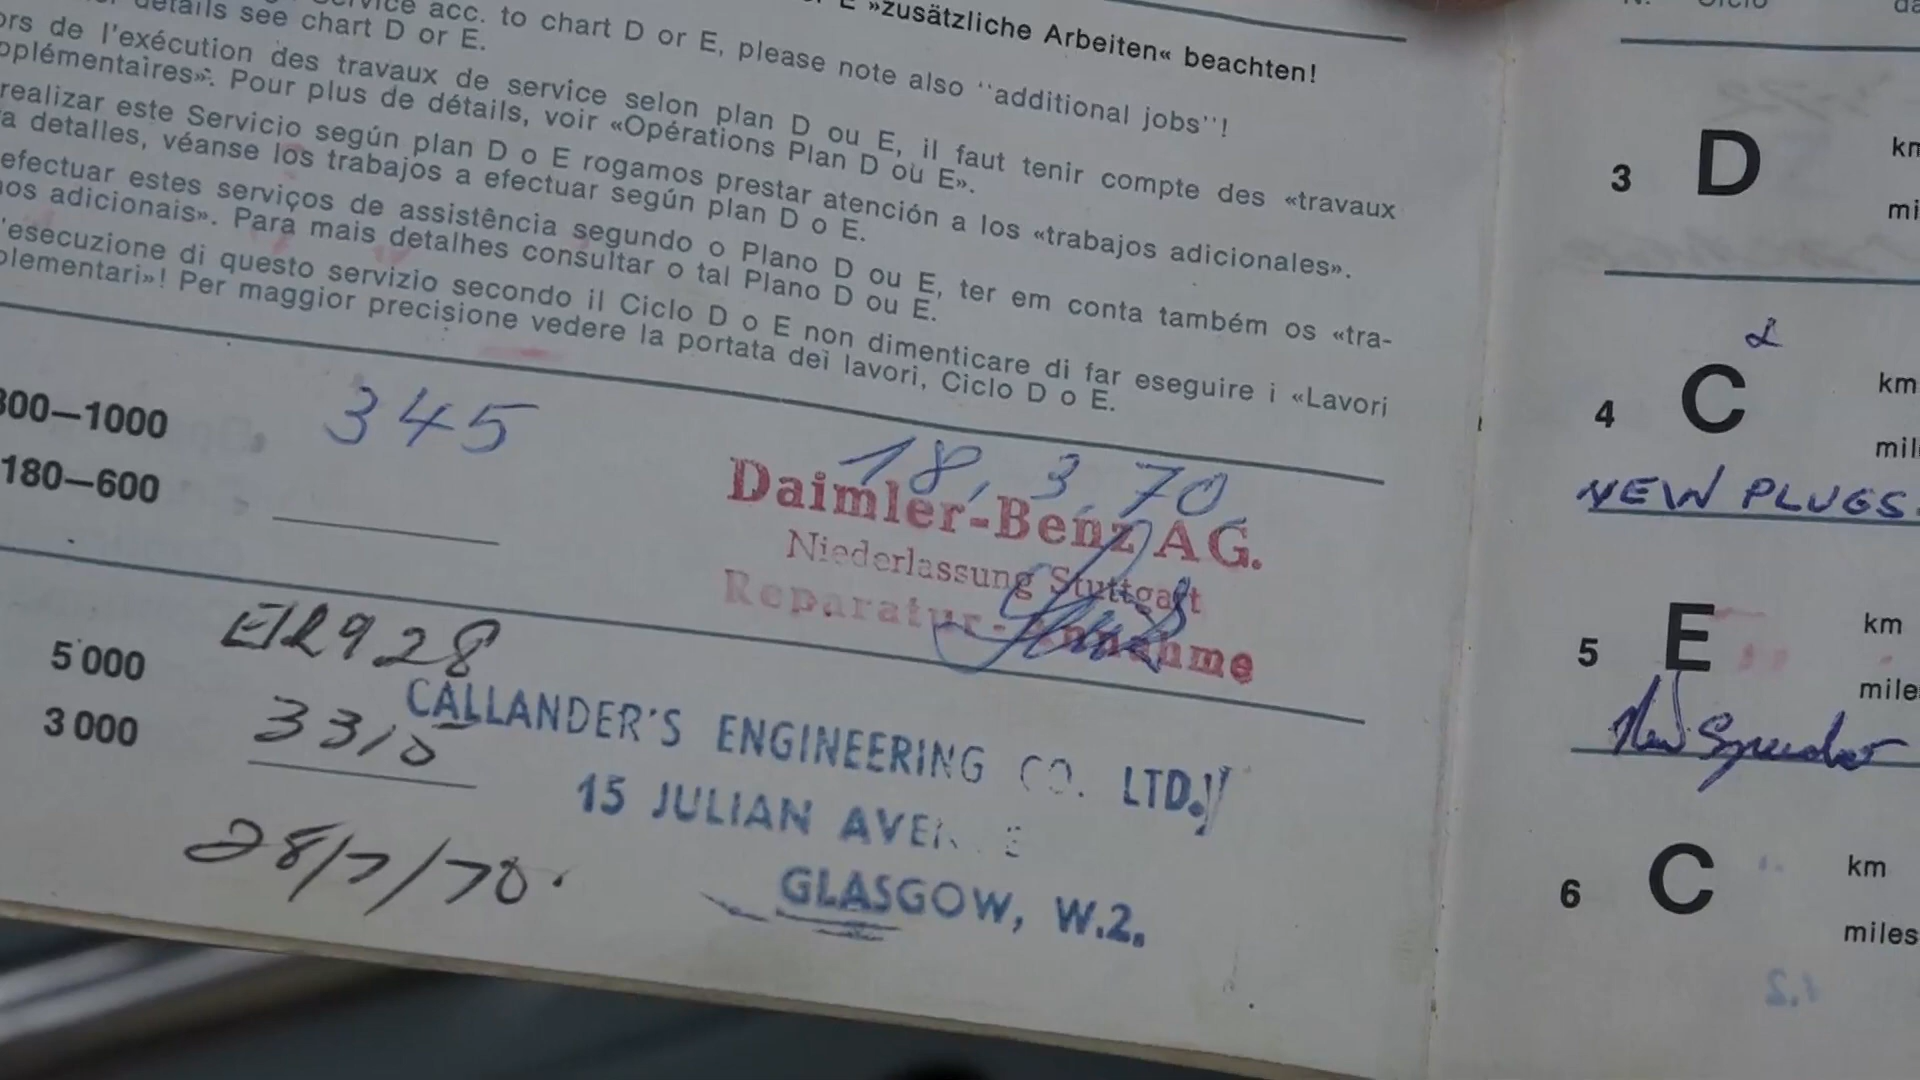 E »zusätzliche Arbeiten« beachten!
service acc. to chart D or E, please note also ''additional jobs''!
details see chart D or E.
ors de l'exécution des travaux de service selon plan D ou E, il faut tenir compte des «travaux
pplémentaires». Pour plus de détails, voir «Opérations Plan D ou E».
realizar este Servicio según plan D o E rogamos prestar atención a los «trabajos adicionales».
a detalles, véanse los trabajos a efectuar según plan D o E.
efectuar estes serviços de assistência segundo o Plano D ou E, ter em conta também os «tra-
os adicionais». Para mais detalhes consultar o tal Plano D ou E.
'esecuzione di questo servizio secondo il Ciclo D o E non dimenticare di far eseguire i «Lavori
plementari»! Per maggior precisione vedere la portata dei lavori, Ciclo D o E.
300—1000 345
18.3.70.
180—600
Daimler-Benz AG.
Niederlassung Stuttgart
Reparatur-Annahme
5 000
928
3 000 3310
28/7/70.
CALLANDER'S ENGINEERING CO. LTD.
15 JULIAN AVEN E
GLASGOW, W.2.
3 D km
mi
4 C km
mil
NEW PLUGS.
5 E km
mile
New Speedo
6 C km
miles